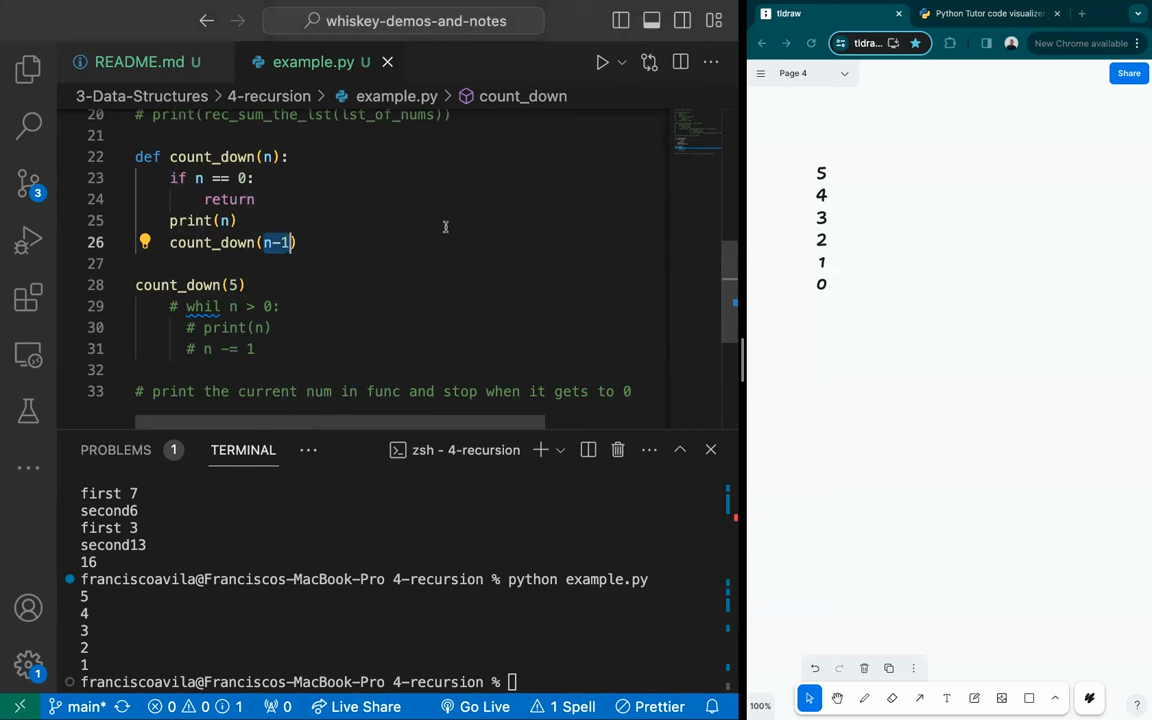 whiskey-demos-and-notes
README.md U
example.py U
3-Data-Structures > 4-recursion > example.py > count_down
20 # print(rec_sum_the_lst(lst_of_nums))
21
22 def count_down(n):
23 if n == 0:
24 return
25 print(n)
26 count_down(n-1)
27
28 count_down(5)
29 # whil n > 0:
30 # print(n)
31 # n -= 1
32
33 # print the current num in func and stop when it gets to 0
3
1
PROBLEMS 1 TERMINAL
zsh - 4-recursion
first 7
second6
first 3
second13
16
franciscoavila@Franciscos-MacBook-Pro 4-recursion % python example.py
5
4
3
2
1
franciscoavila@Franciscos-MacBook-Pro 4-recursion %
main* 0 0 1 0 Live Share Go Live 1 Spell Prettier
tldraw
Python Tutor code visualize
tldraw...
New Chrome available
Page 4
Share
5
4
3
2
1
0
100%
?